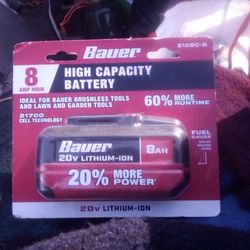 Bauer
2108C-B
8
AMP HOUR
HIGH CAPACITY
BATTERY
IDEAL FOR BAUER BRUSHLESS TOOLS
AND LAWN AND GARDEN TOOLS
60% MORE
RUNTIME
21700
CELL TECHNOLOGY
FUEL
GAUGE
Bauer
8AH
20V LITHIUM-ION
20% MORE
POWER
20V LITHIUM-ION